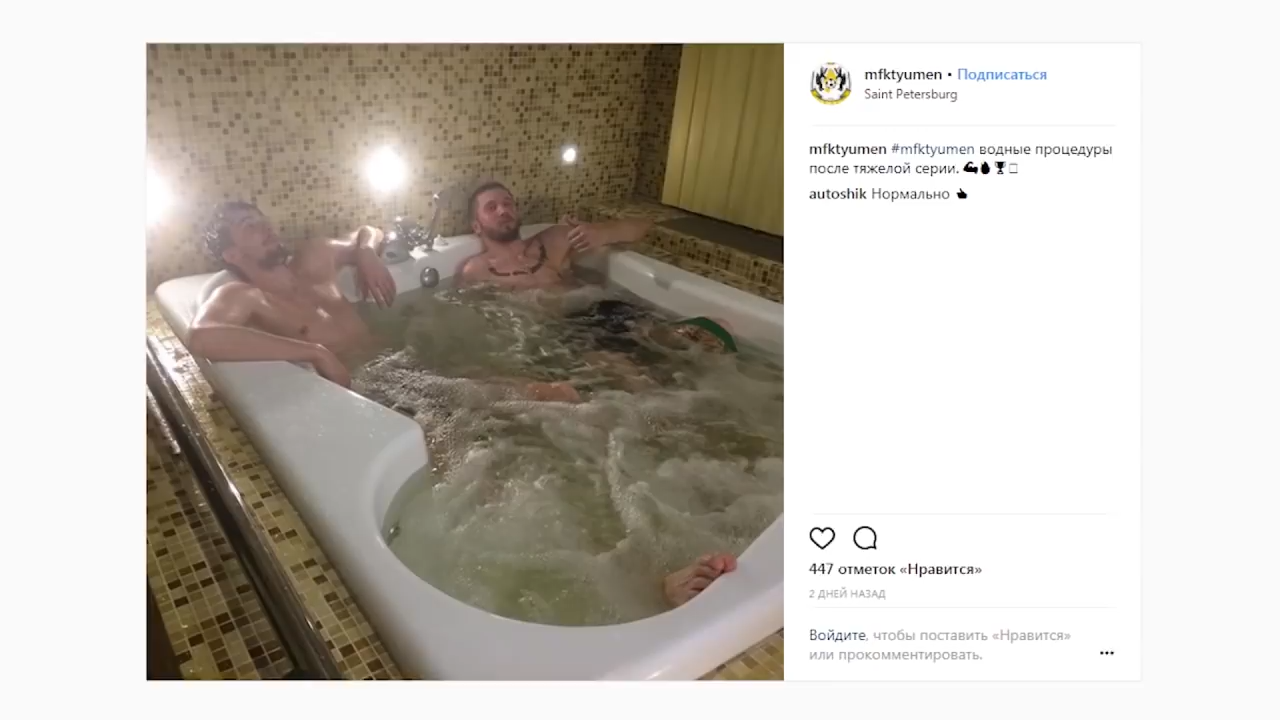 mfktyumen • Подписаться
Saint Petersburg
mfktyumen #mfktyumen водные процедуры
после тяжелой серии.
autoshik Нормально
447 отметок «Нравится»
2 ДНЕЙ НАЗАД
Войдите, чтобы поставить «Нравится»
или прокомментировать.